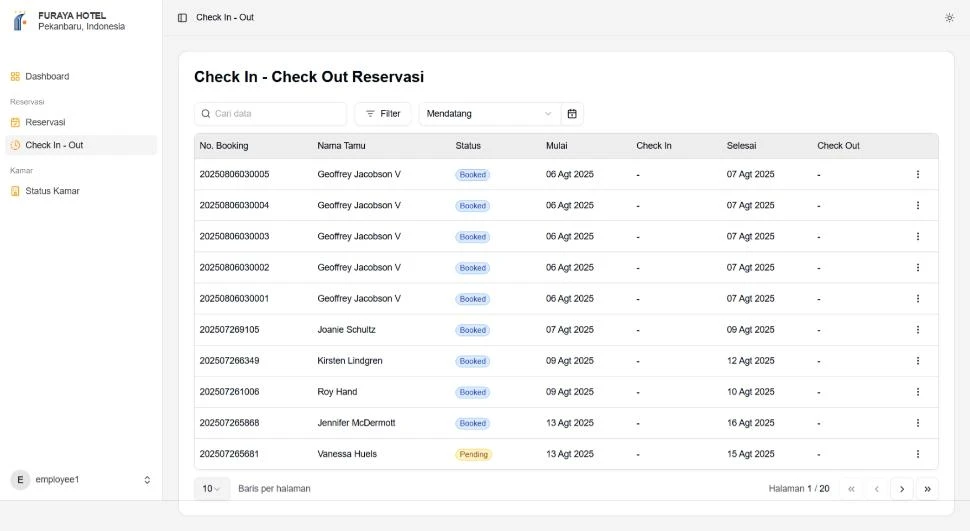 FURAYA HOTEL
Pekanbaru, Indonesia
Dashboard
Reservasi
Reservasi
Check In - Out
Kamar
Status Kamar
E employee1
Check In - Out
Check In - Check Out Reservasi
Cari data Filter Mendatang
No. Booking Nama Tamu Status Mulai Check In Selesai Check Out
20250806030005 Geoffrey Jacobson V Booked 06 Agt 2025 - 07 Agt 2025 -
20250806030004 Geoffrey Jacobson V Booked 06 Agt 2025 - 07 Agt 2025 -
20250806030003 Geoffrey Jacobson V Booked 06 Agt 2025 - 07 Agt 2025 -
20250806030002 Geoffrey Jacobson V Booked 06 Agt 2025 - 07 Agt 2025 -
20250806030001 Geoffrey Jacobson V Booked 06 Agt 2025 - 07 Agt 2025 -
202507269105 Joanie Schultz Booked 07 Agt 2025 - 09 Agt 2025 -
202507266349 Kirsten Lindgren Booked 09 Agt 2025 - 12 Agt 2025 -
202507261006 Roy Hand Booked 09 Agt 2025 - 10 Agt 2025 -
202507265868 Jennifer McDermott Booked 13 Agt 2025 - 16 Agt 2025 -
202507265681 Vanessa Huels Pending 13 Agt 2025 - 15 Agt 2025 -
10 Baris per halaman Halaman 1 / 20